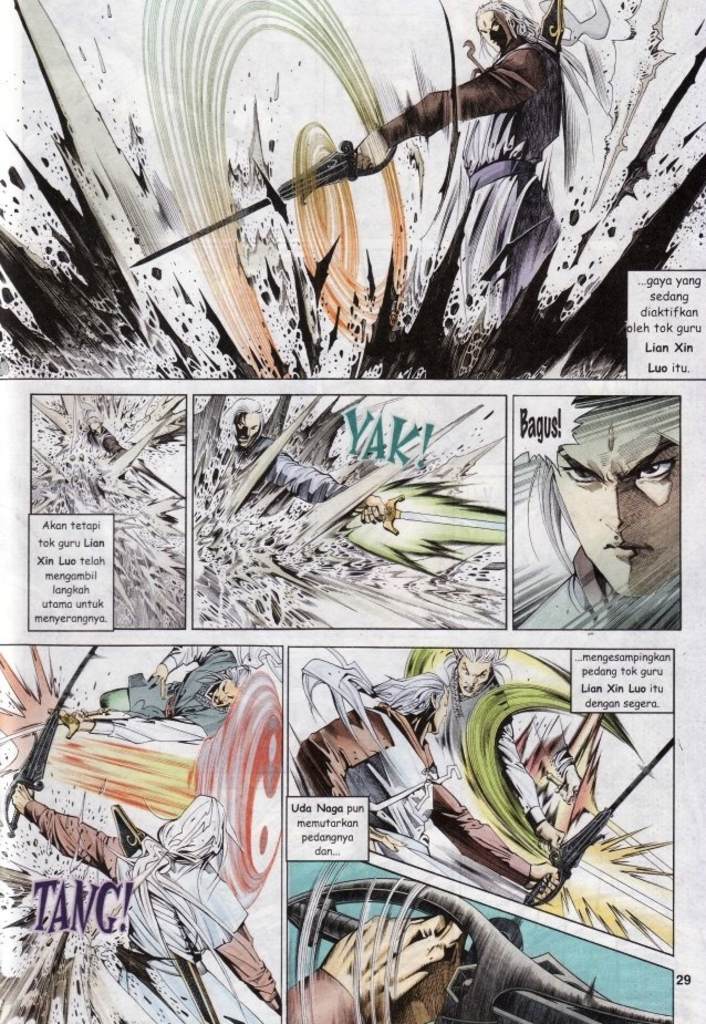 ...gaya yang
sedang
diaktifkan
oleh tok guru
Lian Xin
Luo itu.
Akan tetapi
tok guru Lian
Xin Luo telah
mengambil
langkah
utama untuk
menyerangnya.
YAK!
Bagus!
TANG!
Uda Naga pun
memutarkan
pedangnya
dan...
...mengesampingkan
pedang tok guru
Lian Xin Luo itu
dengan segera.
29